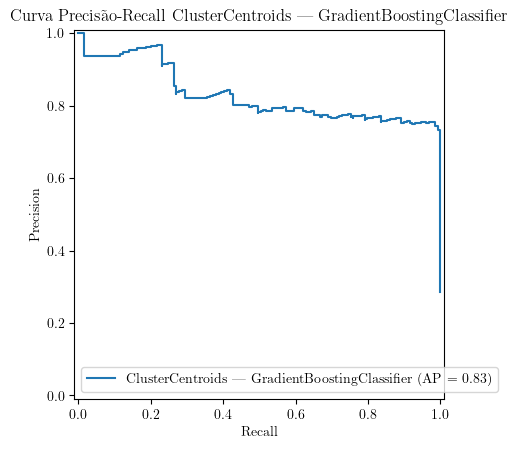 Curva Precisão-Recall ClusterCentroids — GradientBoostingClassifier
1.0
0.8
0.6
0.4
0.2
0.0
Precision
ClusterCentroids — GradientBoostingClassifier (AP = 0.83)
0.0 0.2 0.4 0.6 0.8 1.0
Recall